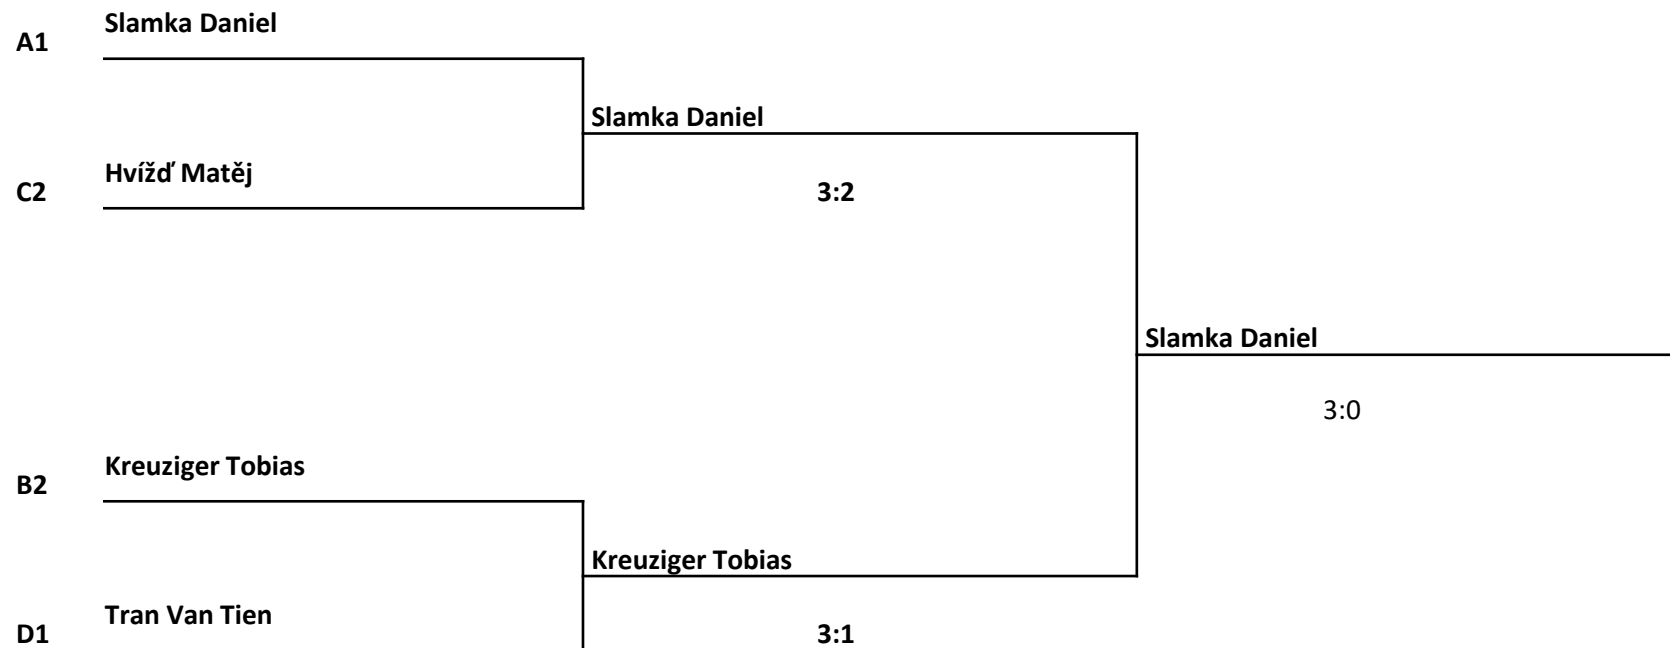 Slamka Daniel
A1
Slamka Daniel
Hvížď Matěj
C2
3:2
Slamka Daniel
3:0
Kreuziger Tobias
B2
Kreuziger Tobias
Tran Van Tien
D1
3:1